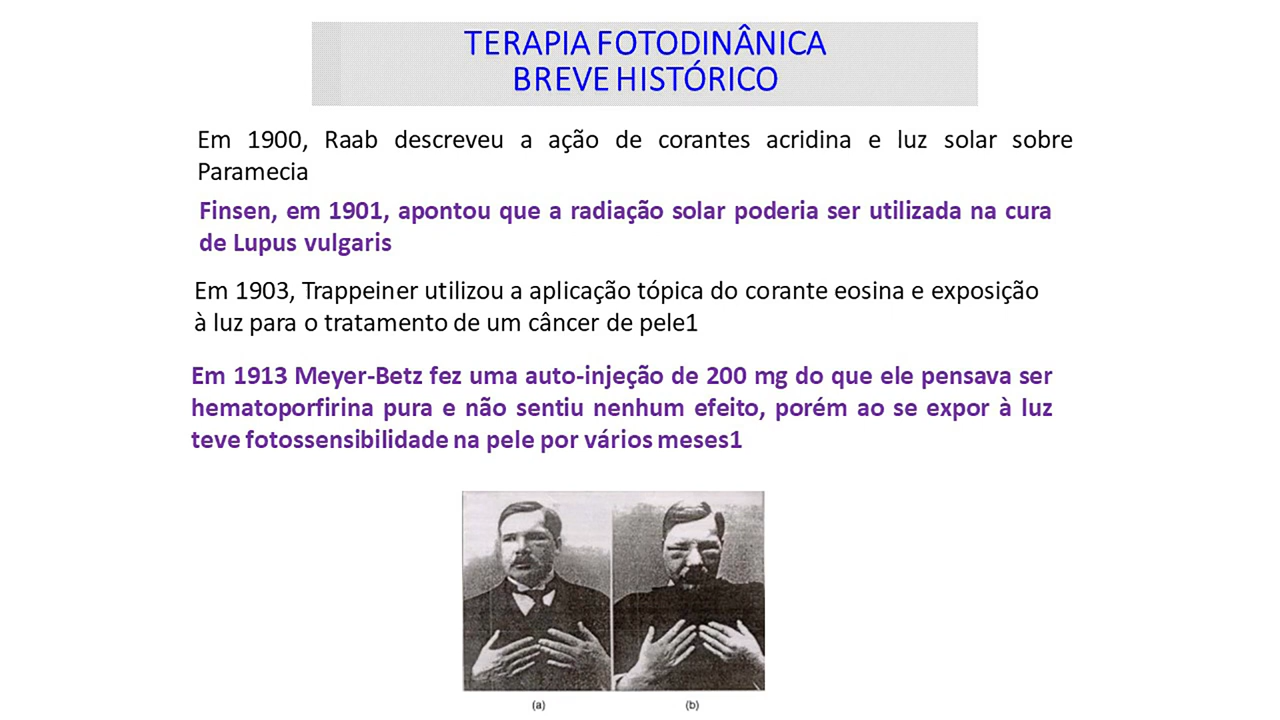 TERAPIA FOTODINÂNICA
BREVE HISTÓRICO
Em 1900, Raab descreveu a ação de corantes acridina e luz solar sobre
Paramecia
Finsen, em 1901, apontou que a radiação solar poderia ser utilizada na cura
de Lupus vulgaris
Em 1903, Trappeiner utilizou a aplicação tópica do corante eosina e exposição
à luz para o tratamento de um câncer de pele1
Em 1913 Meyer-Betz fez uma auto-injeção de 200 mg do que ele pensava ser
hematoporfirina pura e não sentiu nenhum efeito, porém ao se expor à luz
teve fotossensibilidade na pele por vários meses1
(a) (b)